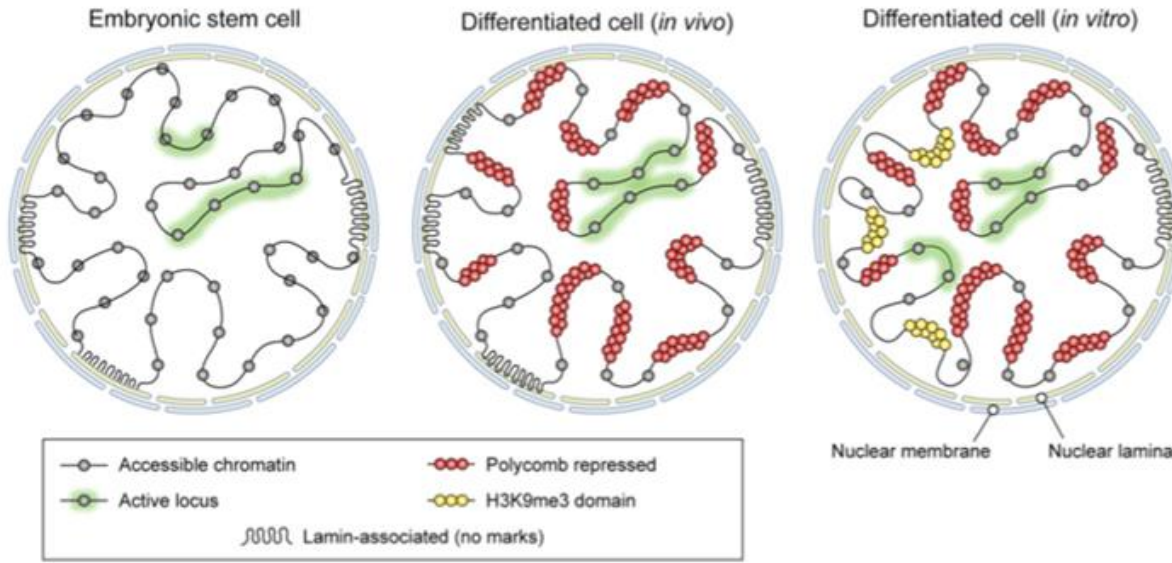 Embryonic stem cell
Differentiated cell (in vivo)
Differentiated cell (in vitro)
Nuclear membrane
Nuclear lamina
Accessible chromatin
Polycomb repressed
Active locus
H3K9me3 domain
Lamin-associated (no marks)